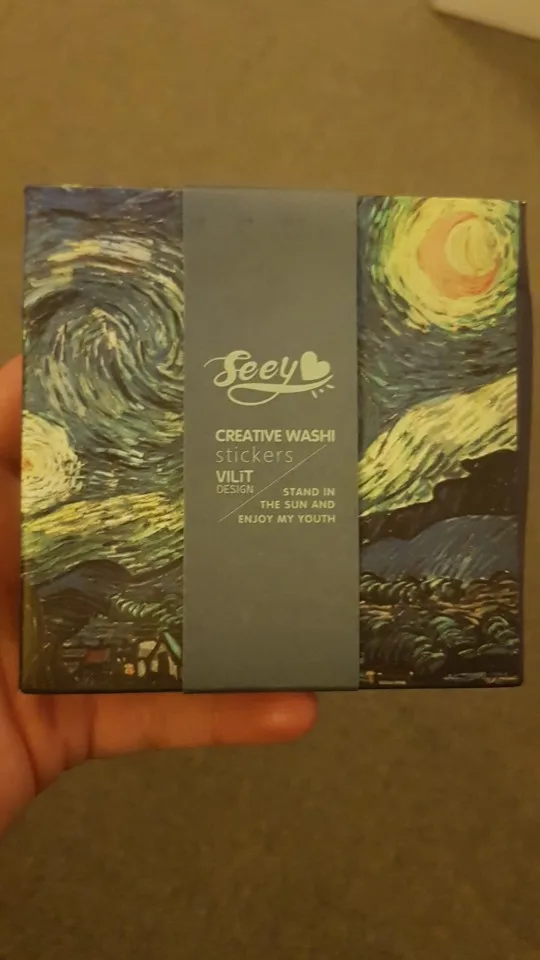 Seey
CREATIVE WASHI
stickers
VILiT
DESIGN
STAND IN
THE SUN AND
ENJOY MY YOUTH